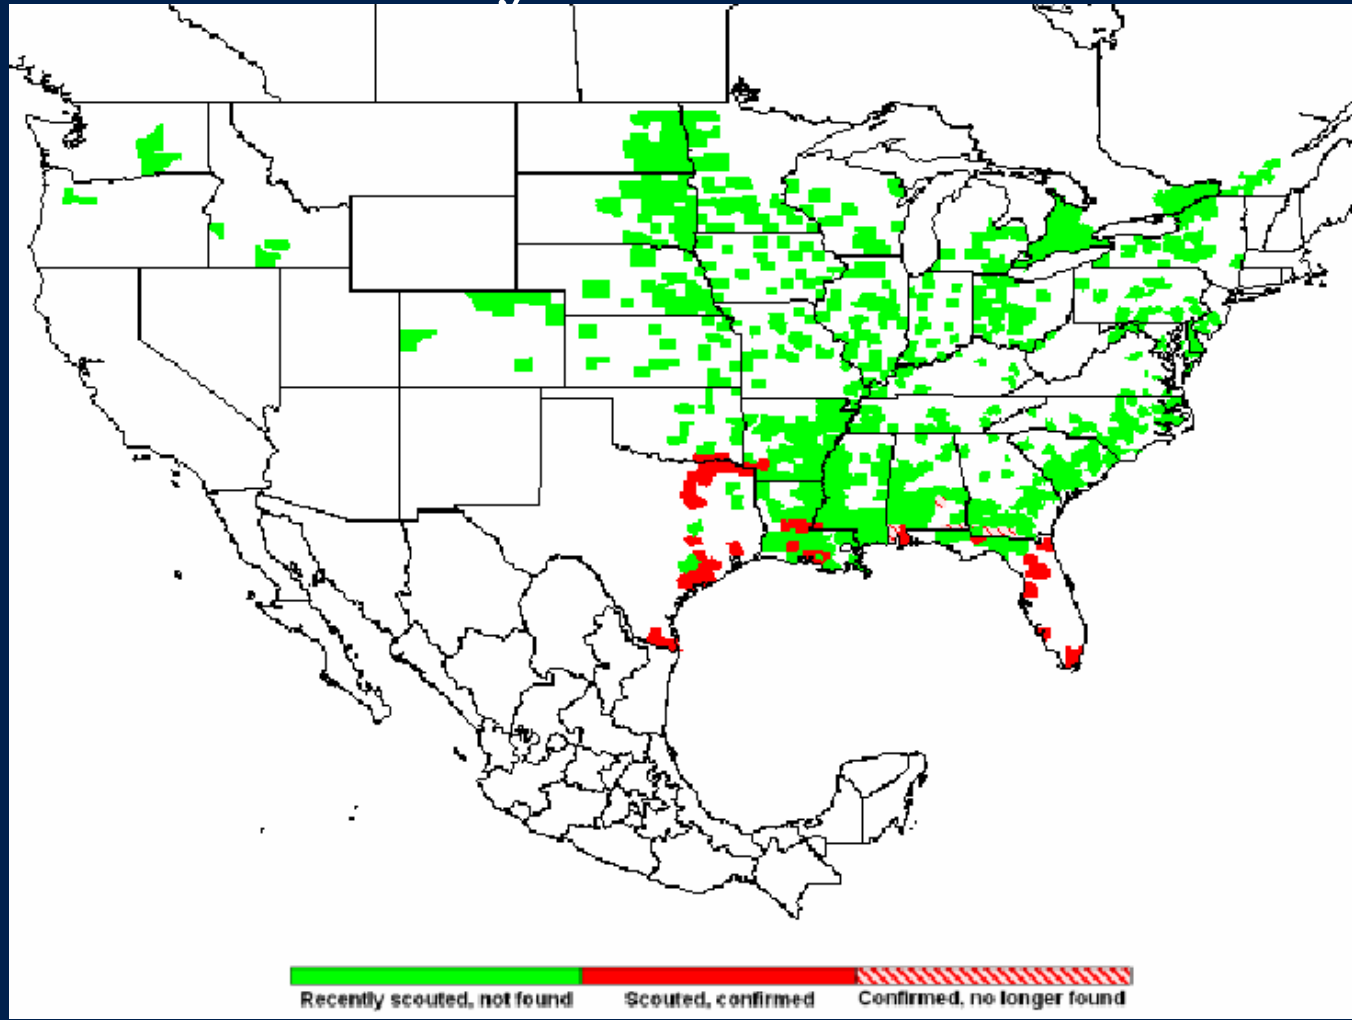 Recently scouted, not found
Scouted, confirmed
Confirmed, no longer found